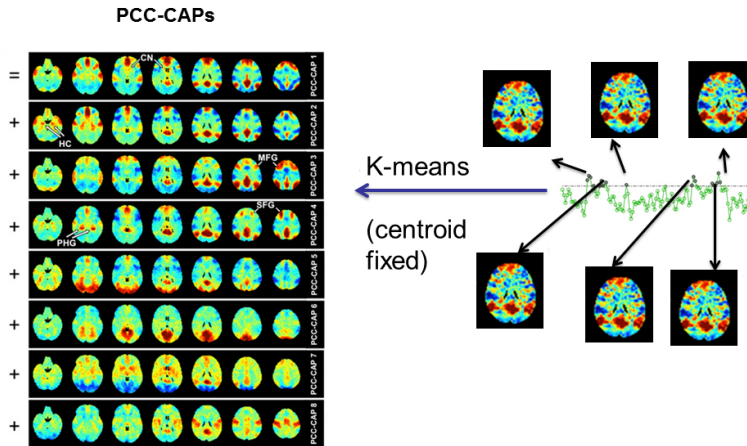 PCC-CAPs
=
CN
PCC-CAP 1
+
HC
PCC-CAP 2
+
MFG
PCC-CAP 3
+
SFG
PHG
PCC-CAP 4
+
PCC-CAP 5
+
PCC-CAP 6
+
PCC-CAP 7
+
PCC-CAP 8
K-means
(centroid
fixed)